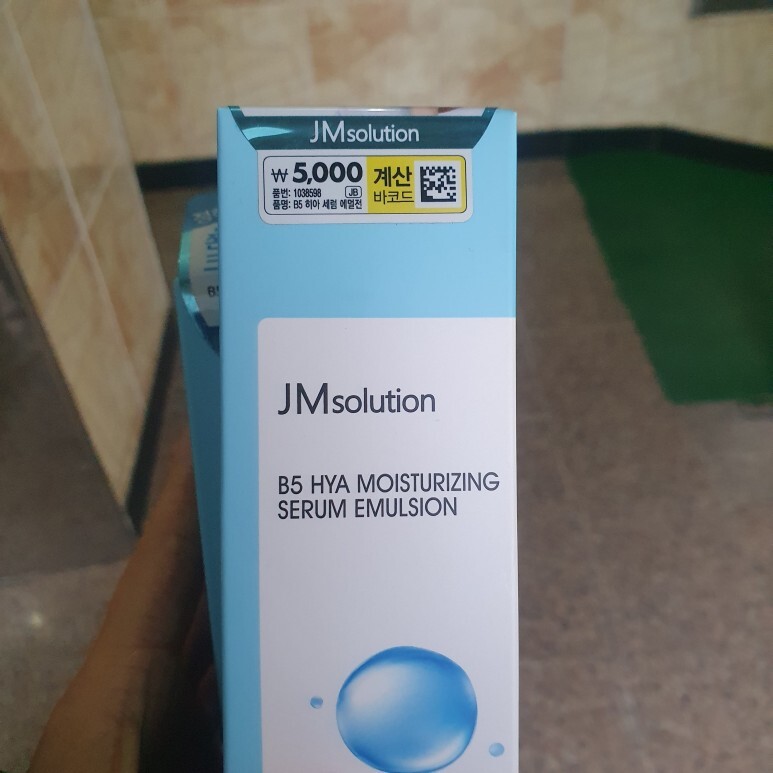 JMsolution
₩ 5,000 계산
품번: 1038598 JB 바코드
품명: B5 히아 세럼 에멀전
JMsolution
B5 HYA MOISTURIZING
SERUM EMULSION